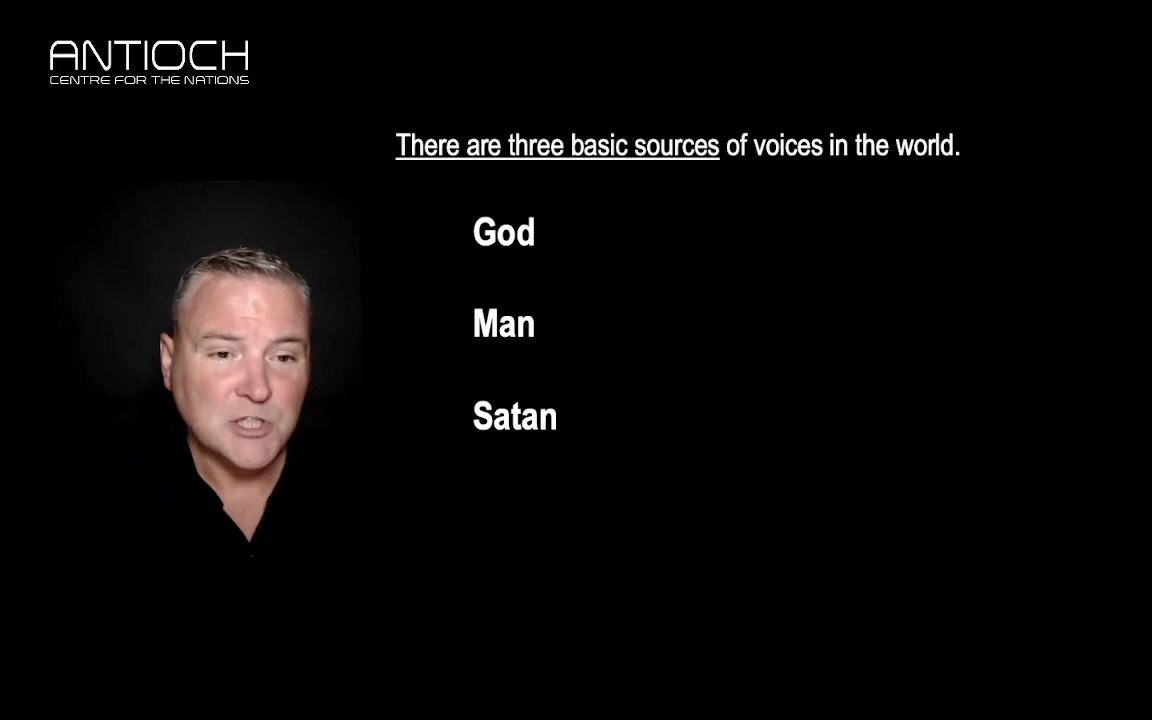 ANTIOCH
CENTRE FOR THE NATIONS
There are three basic sources of voices in the world.
God
Man
Satan